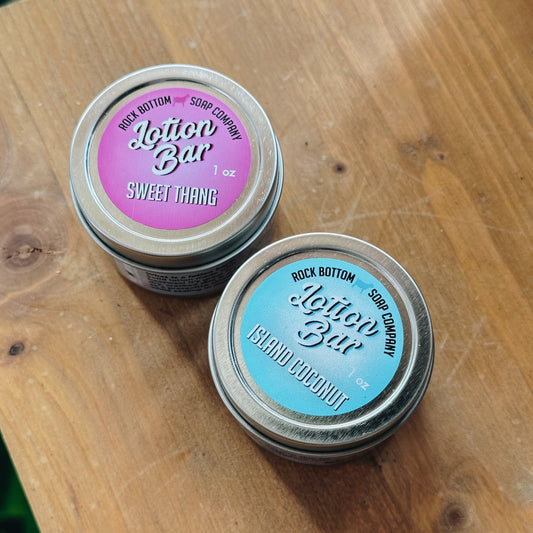 ROCK BOTTOM SOAP COMPANY
Lotion
Bar
1 oz
SWEET THANG
ROCK BOTTOM SOAP COMPANY
Lotion
Bar
1 oz
ISLAND COCONUT